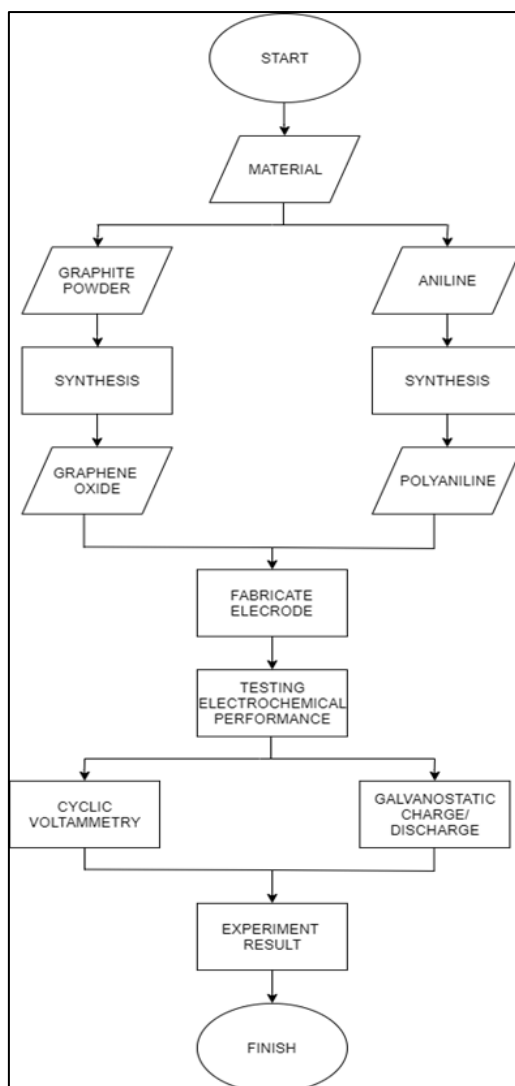 START
MATERIAL
GRAPHITE
POWDER
ANILINE
SYNTHESIS
SYNTHESIS
GRAPHENE
OXIDE
POLYANILINE
FABRICATE
ELECRODE
TESTING
ELECTROCHEMICAL
PERFORMANCE
CYCLIC
VOLTAMMETRY
GALVANOSTATIC
CHARGE/
DISCHARGE
EXPERIMENT
RESULT
FINISH